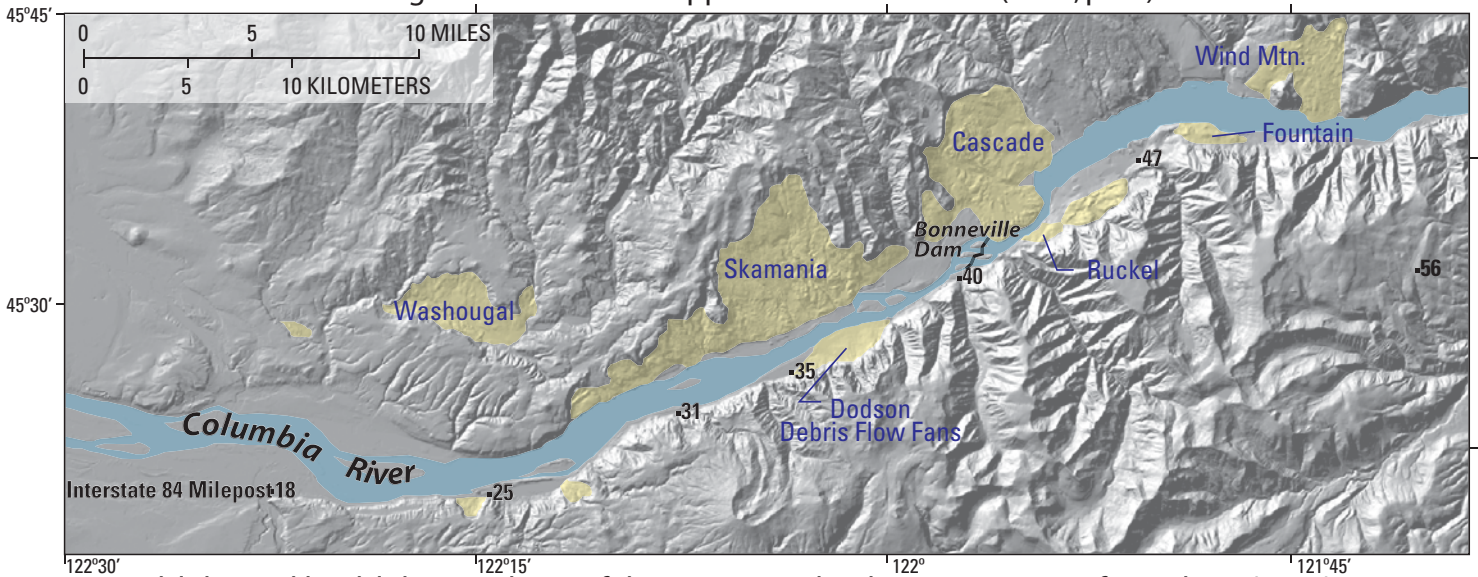 45°45'
0 5 10 MILES
0 5 10 KILOMETERS
Wind Mtn.
Fountain
Cascade
47
Bonneville
Dam
40
Ruckel
56
Skamania
45°30'
Washougal
35
31
Dodson
Debris Flow Fans
Columbia
River
Interstate 84 Milepost 18
25
122°30'
122°15'
122°
121°45'